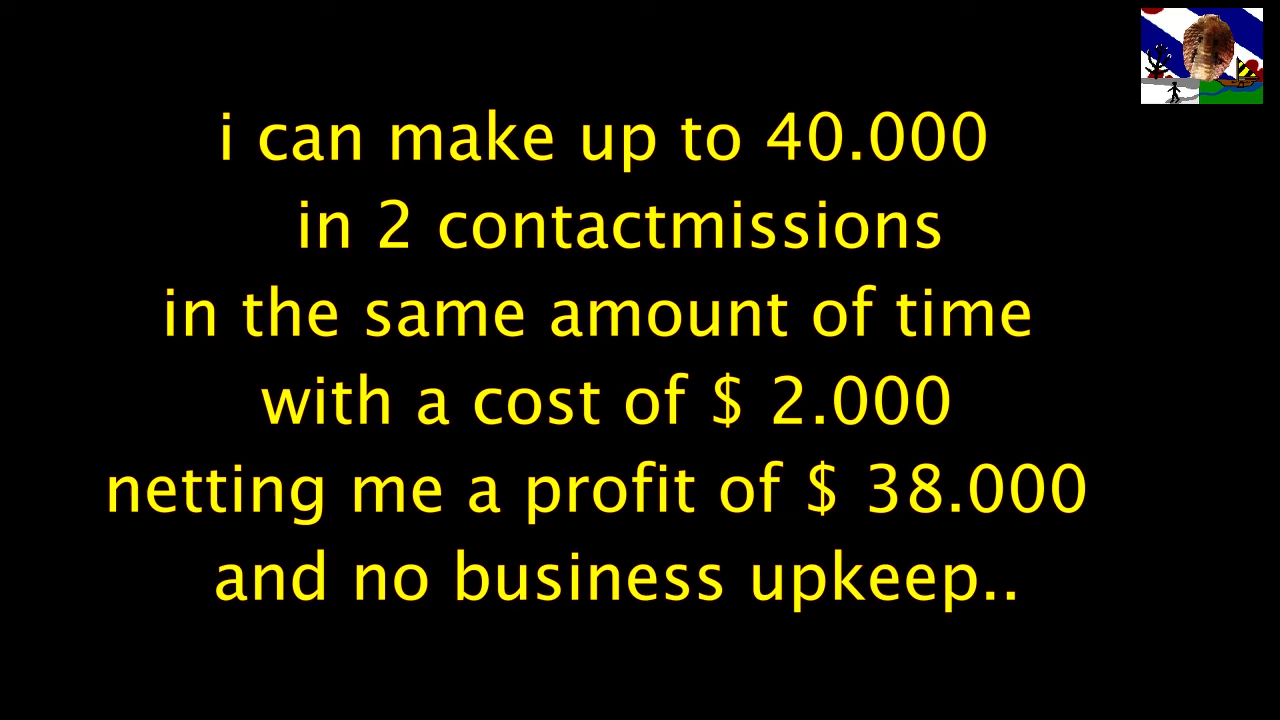 i can make up to 40.000
in 2 contactmissions
in the same amount of time
with a cost of $ 2.000
netting me a profit of $ 38.000
and no business upkeep..